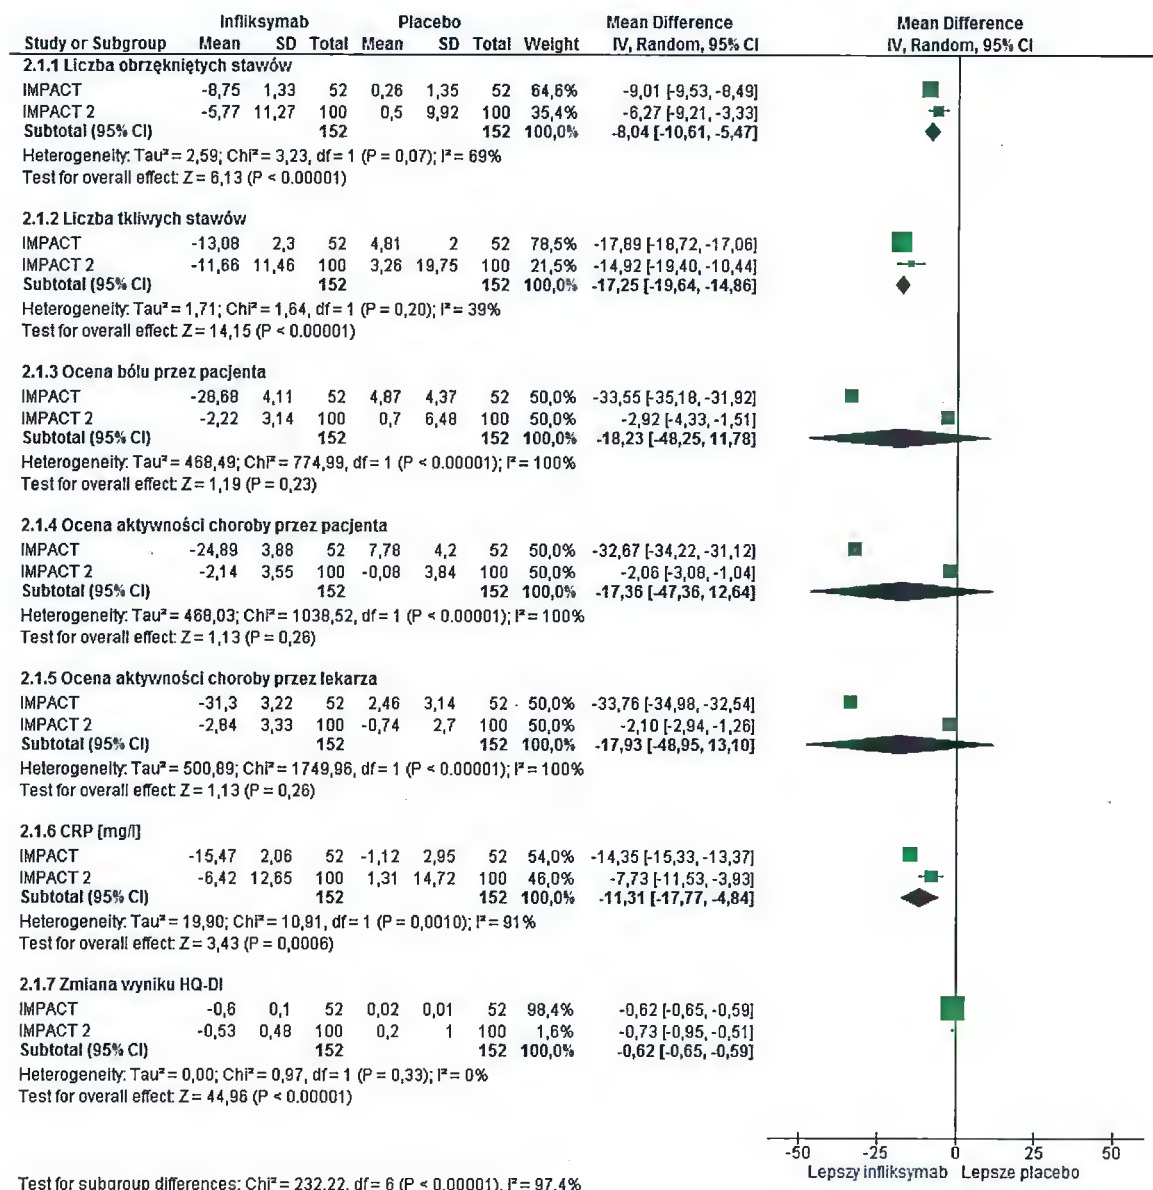 Infliksymab Placebo Mean Difference Mean Difference
Study or Subgroup Mean SD Total Mean SD Total Weight IV, Random, 95% CI IV, Random, 95% CI
2.1.1 Liczba obrzękniętych stawów
IMPACT -8,75 1,33 52 0,26 1,35 52 64,6% -9,01 [-9,53, -8,49]
IMPACT 2 -5,77 11,27 100 0,5 9,92 100 35,4% -6,27 [-9,21, -3,33]
Subtotal (95% CI) 152 152 100,0% -8,04 [-10,61, -5,47]
Heterogeneity: Tau² = 2,59; Chi² = 3,23, df = 1 (P = 0,07); I² = 69%
Test for overall effect: Z = 6,13 (P < 0.00001)
2.1.2 Liczba tkliwych stawów
IMPACT -13,08 2,3 52 4,81 2 52 78,5% -17,89 [-18,72, -17,06]
IMPACT 2 -11,66 11,46 100 3,26 19,75 100 21,5% -14,92 [-19,40, -10,44]
Subtotal (95% CI) 152 152 100,0% -17,25 [-19,64, -14,86]
Heterogeneity: Tau² = 1,71; Chi² = 1,64, df = 1 (P = 0,20); I² = 39%
Test for overall effect: Z = 14,15 (P < 0.00001)
2.1.3 Ocena bólu przez pacjenta
IMPACT -28,68 4,11 52 4,87 4,37 52 50,0% -33,55 [-35,18, -31,92]
IMPACT 2 -2,22 3,14 100 0,7 6,48 100 50,0% -2,92 [-4,33, -1,51]
Subtotal (95% CI) 152 152 100,0% -18,23 [-48,25, 11,78]
Heterogeneity: Tau² = 468,49; Chi² = 774,99, df = 1 (P < 0.00001); I² = 100%
Test for overall effect: Z = 1,19 (P = 0,23)
2.1.4 Ocena aktywności choroby przez pacjenta
IMPACT -24,89 3,88 52 7,78 4,2 52 50,0% -32,67 [-34,22, -31,12]
IMPACT 2 -2,14 3,55 100 -0,08 3,84 100 50,0% -2,06 [-3,08, -1,04]
Subtotal (95% CI) 152 152 100,0% -17,36 [-47,36, 12,64]
Heterogeneity: Tau² = 468,03; Chi² = 1038,52, df = 1 (P < 0.00001); I² = 100%
Test for overall effect: Z = 1,13 (P = 0,26)
2.1.5 Ocena aktywności choroby przez lekarza
IMPACT -31,3 3,22 52 2,46 3,14 52 50,0% -33,76 [-34,98, -32,54]
IMPACT 2 -2,84 3,33 100 -0,74 2,7 100 50,0% -2,10 [-2,94, -1,26]
Subtotal (95% CI) 152 152 100,0% -17,93 [-48,95, 13,10]
Heterogeneity: Tau² = 500,89; Chi² = 1749,96, df = 1 (P < 0.00001); I² = 100%
Test for overall effect: Z = 1,13 (P = 0,26)
2.1.6 CRP [mg/l]
IMPACT -15,47 2,06 52 -1,12 2,95 52 54,0% -14,35 [-15,33, -13,37]
IMPACT 2 -6,42 12,65 100 1,31 14,72 100 46,0% -7,73 [-11,53, -3,93]
Subtotal (95% CI) 152 152 100,0% -11,31 [-17,77, -4,84]
Heterogeneity: Tau² = 19,90; Chi² = 10,91, df = 1 (P = 0,0010); I² = 91%
Test for overall effect: Z = 3,43 (P = 0,0006)
2.1.7 Zmiana wyniku HQ-DI
IMPACT -0,6 0,1 52 0,02 0,01 52 98,4% -0,62 [-0,65, -0,59]
IMPACT 2 -0,53 0,48 100 0,2 1 100 1,6% -0,73 [-0,95, -0,51]
Subtotal (95% CI) 152 152 100,0% -0,62 [-0,65, -0,59]
Heterogeneity: Tau² = 0,00; Chi² = 0,97, df = 1 (P = 0,33); I² = 0%
Test for overall effect: Z = 44,96 (P < 0.00001)
-50 -25 0 25 50
Lepszy infliksymab Lepsze placebo
Test for subgroup differences: Chi² = 232,22, df = 6 (P < 0.00001), I² = 97,4%